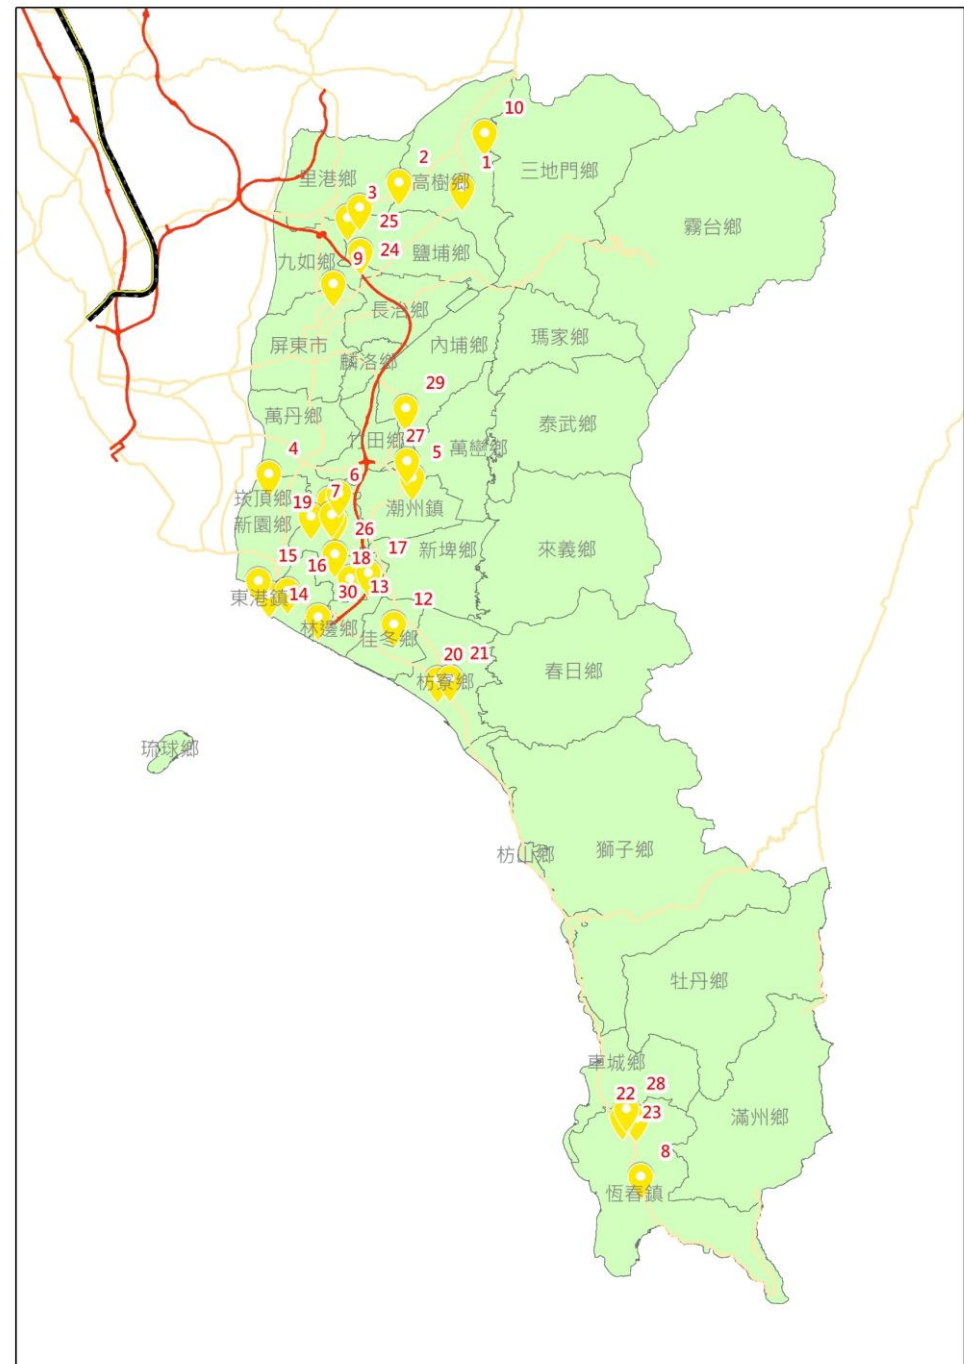 10
2
1
里港鄉
高樹鄉
三地門鄉
3
25
霧台鄉
九如鄉
9
24
鹽埔鄉
長治鄉
屏東市
麟洛鄉
內埔鄉
瑪家鄉
29
萬丹鄉
竹田鄉
27
萬巒鄉
泰武鄉
4
5
6
崁頂鄉
7
潮州鎮
19
新園鄉
26
15
16
18
17
新埤鄉
來義鄉
東港鎮
14
30
13
12
林邊鄉
佳冬鄉
20
21
枋寮鄉
春日鄉
琉球鄉
枋山鄉
獅子鄉
牡丹鄉
車城鄉
28
22
23
滿州鄉
8
恆春鎮